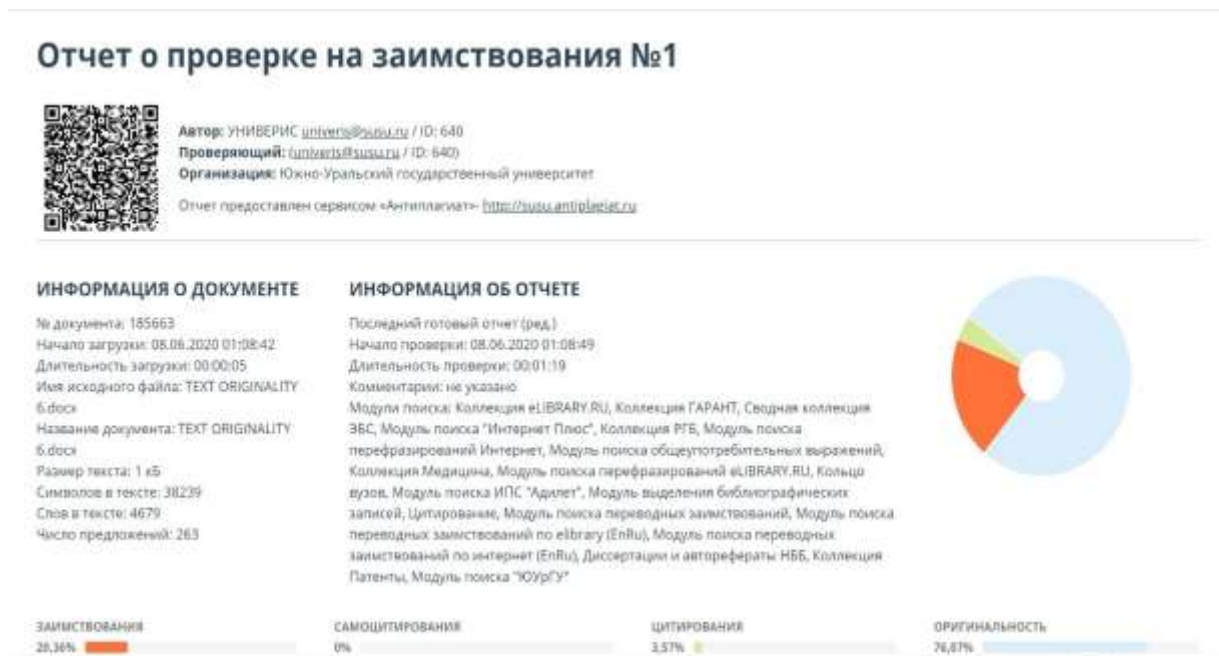 Отчет о проверке на заимствования №1
Автор: УНИВЕРИС univeris@susu.ru / ID: 640
Проверяющий: (univeris@susu.ru / ID: 640)
Организация: Южно-Уральский государственный университет
Отчет предоставлен сервисом «Антиплагиат»- http://susu.antiplagiat.ru
ИНФОРМАЦИЯ О ДОКУМЕНТЕ
№ документа: 185663
Начало загрузки: 08.06.2020 01:08:42
Длительность загрузки: 00:00:05
Имя исходного файла: TEXT ORIGINALITY
6.docx
Название документа: TEXT ORIGINALITY
6.docx
Размер текста: 1 кБ
Символов в тексте: 38239
Слов в тексте: 4679
Число предложений: 263
ИНФОРМАЦИЯ ОБ ОТЧЕТЕ
Последний готовый отчет (ред.)
Начало проверки: 08.06.2020 01:08:49
Длительность проверки: 00:01:19
Комментарии: не указано
Модули поиска: Коллекция eLIBRARY.RU, Коллекция ГАРАНТ, Сводная коллекция
ЭБС, Модуль поиска "Интернет Плюс", Коллекция РГБ, Модуль поиска
перефразирований Интернет, Модуль поиска общеупотребительных выражений,
Коллекция Медицина, Модуль поиска перефразирований eLIBRARY.RU, Кольцо
вузов, Модуль поиска ИПС "Адилет", Модуль выделения библиографических
записей, Цитирование, Модуль поиска переводных заимствований, Модуль поиска
переводных заимствований по elibrary (EnRu), Модуль поиска переводных
заимствований по интернет (EnRu), Диссертации и авторефераты НББ, Коллекция
Патенты, Модуль поиска "ЮУрГУ"
ЗАИМСТВОВАНИЯ
20,36%
САМОЦИТИРОВАНИЯ
0%
ЦИТИРОВАНИЯ
3,57%
ОРИГИНАЛЬНОСТЬ
76,07%